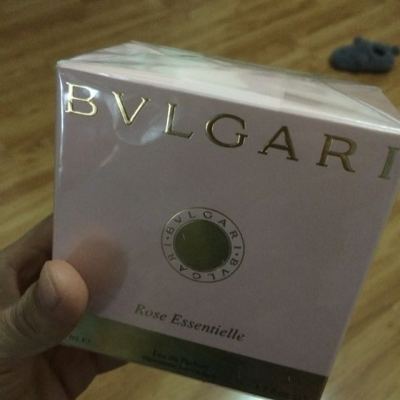 BVLGARI
BVLGARI · BVLGARI ·
Rose Essentielle
Eau de Parfum